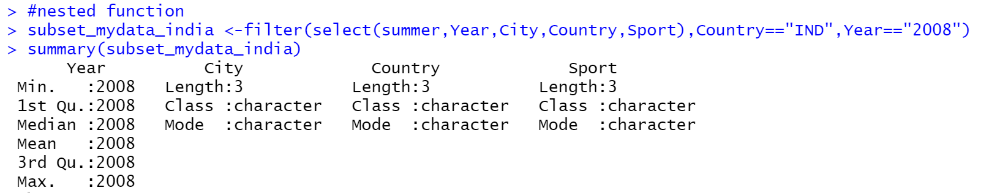 > #nested function
> subset_mydata_india <-filter(select(summer,Year,City,Country,Sport),Country=="IND",Year=="2008")
> summary(subset_mydata_india)
      Year          City             Country             Sport
 Min.   :2008   Length:3           Length:3           Length:3
 1st Qu.:2008   Class :character   Class :character   Class :character
 Median :2008   Mode  :character   Mode  :character   Mode  :character
 Mean   :2008
 3rd Qu.:2008
 Max.   :2008